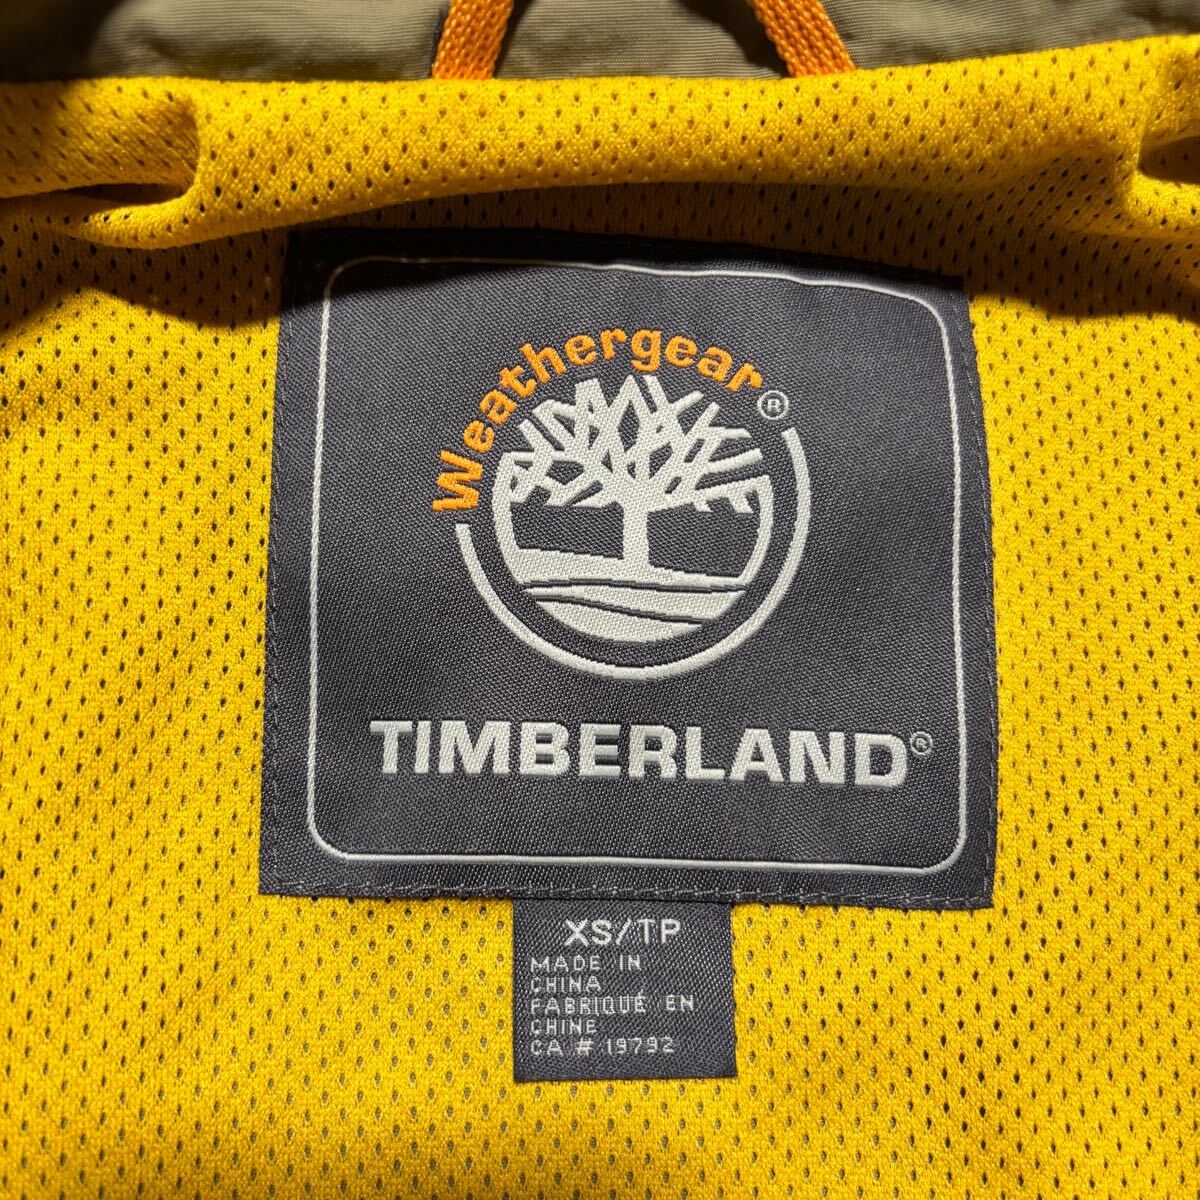 Weathergear®
TIMBERLAND®
XS/TP
MADE IN
CHINA
FABRIQUÉ EN
CHINE
CA # 19792